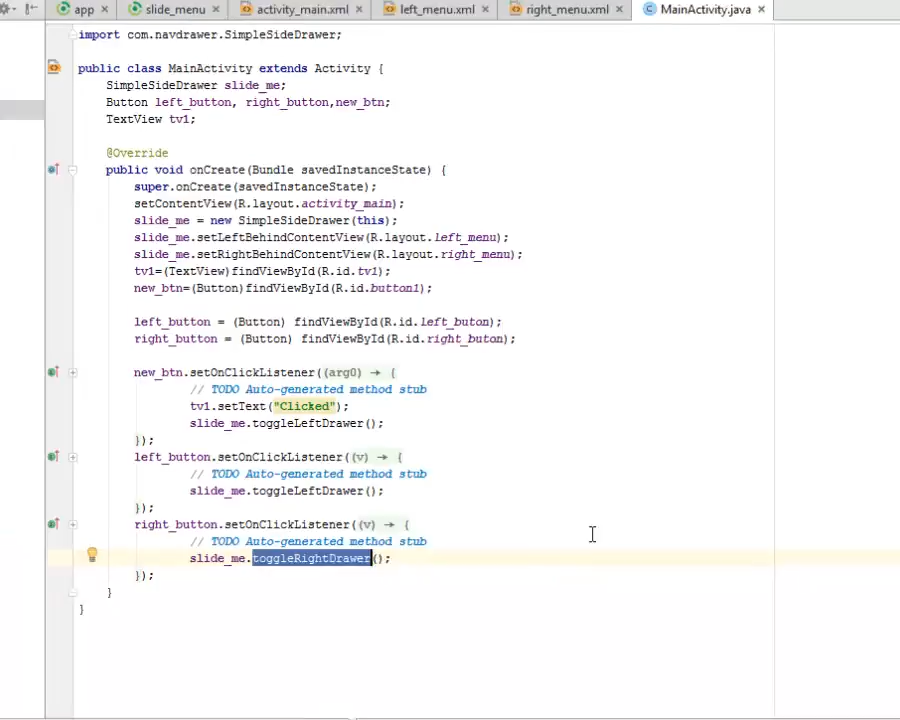 app slide_menu activity_main.xml left_menu.xml right_menu.xml MainActivity.java
import com.navdrawer.SimpleSideDrawer;
public class MainActivity extends Activity {
SimpleSideDrawer slide_me;
Button left_button, right_button,new_btn;
TextView tv1;
@Override
public void onCreate(Bundle savedInstanceState) {
super.onCreate(savedInstanceState);
setContentView(R.layout.activity_main);
slide_me = new SimpleSideDrawer(this);
slide_me.setLeftBehindContentView(R.layout.left_menu);
slide_me.setRightBehindContentView(R.layout.right_menu);
tv1=(TextView)findViewById(R.id.tv1);
new_btn=(Button)findViewById(R.id.button1);
left_button = (Button) findViewById(R.id.left_buton);
right_button = (Button) findViewById(R.id.right_buton);
new_btn.setOnClickListener((arg0) → {
// TODO Auto-generated method stub
tv1.setText("Clicked");
slide_me.toggleLeftDrawer();
});
left_button.setOnClickListener((v) → {
// TODO Auto-generated method stub
slide_me.toggleLeftDrawer();
});
right_button.setOnClickListener((v) → {
// TODO Auto-generated method stub
slide_me.toggleRightDrawer();
});
}
}